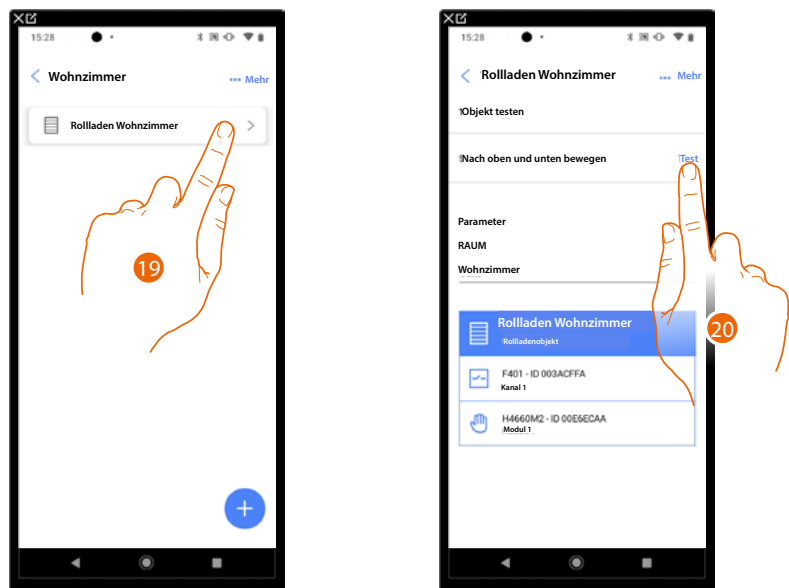 15:28
Wohnzimmer
Mehr
Rollladen Wohnzimmer
19
15:28
Rollladen Wohnzimmer
Mehr
Objekt testen
Nach oben und unten bewegen
Test
Parameter
RAUM
Wohnzimmer
Rollladen Wohnzimmer
Rollladenobjekt
F401 - ID 003ACFFA
Kanal 1
H4660M2 - ID 00E6ECAA
Modul 1
20